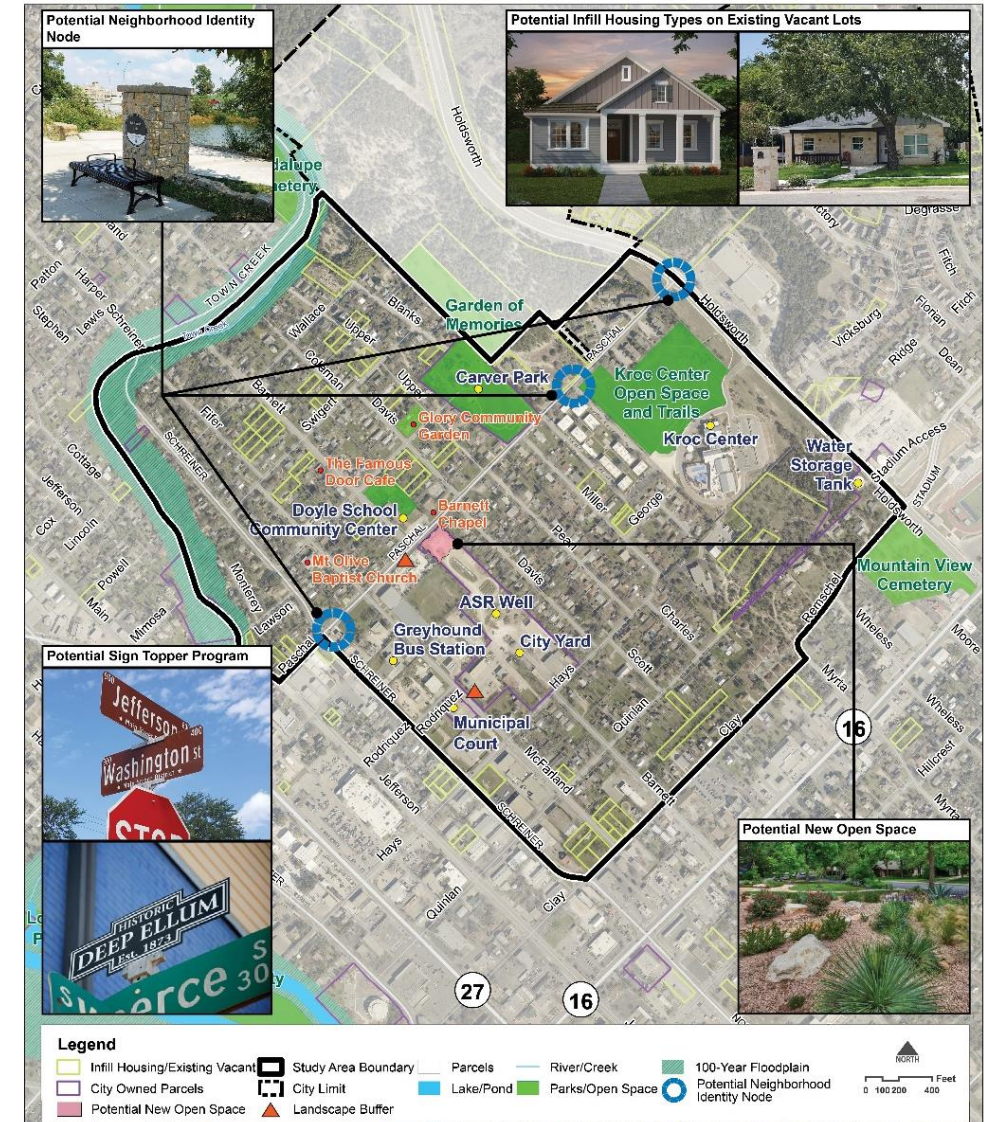 Potential Neighborhood Identity
Node
Potential Infill Housing Types on Existing Vacant Lots
Holdsworth
Degrasse
Fitch
Fitch
Florian
Vicksburg
Ridge
Dean
Patton
Harper
Schreiner
Lewis
Stephen
TOWN CREEK
Wallace
Upper
Blanks
Garden of
Memories
PASCHAL
Holdsworth
Coleman
Upper
Carver Park
Kroc Center
Open Space
and Trails
Barnett
Swigert
Davis
Glory Community
Garden
Kroc Center
Fifer
SCHREINER
Water
Storage
Tank
Stadium Access
STADIUM
Holdsworth
Cottage
Jefferson
Lincoln
Cox
The Famous
Door Cafe
Miller
George
Doyle School
Community Center
Barnett
Chapel
PASCHAL
Pearl
Powell
Main
Mimosa
Monterey
Lawson
Paschal
Mt Olive
Baptist Church
Davis
Mountain View
Cemetery
Remschel
ASR Well
Charles
Wheless
Moore
Greyhound
Bus Station
City Yard
Scott
Hays
Myrta
SCHREINER
Rodriquez
Rodriquez
Municipal
Court
Quinlan
Clay
Wheless
16
Hillcrest
Myrta
Jefferson
McFarland
Barnett
SCHREINER
Hays
Quinlan
Clay
Potential Sign Topper Program
Jefferson
400
Washington St
STOP
HISTORIC
DEEP ELLUM
Est. 1873
Potential New Open Space
27
16
Legend
Infill Housing/Existing Vacant
Study Area Boundary
Parcels
River/Creek
100-Year Floodplain
City Owned Parcels
City Limit
Lake/Pond
Parks/Open Space
Potential Neighborhood
Identity Node
Potential New Open Space
Landscape Buffer
NORTH
Feet
0 100 200 400